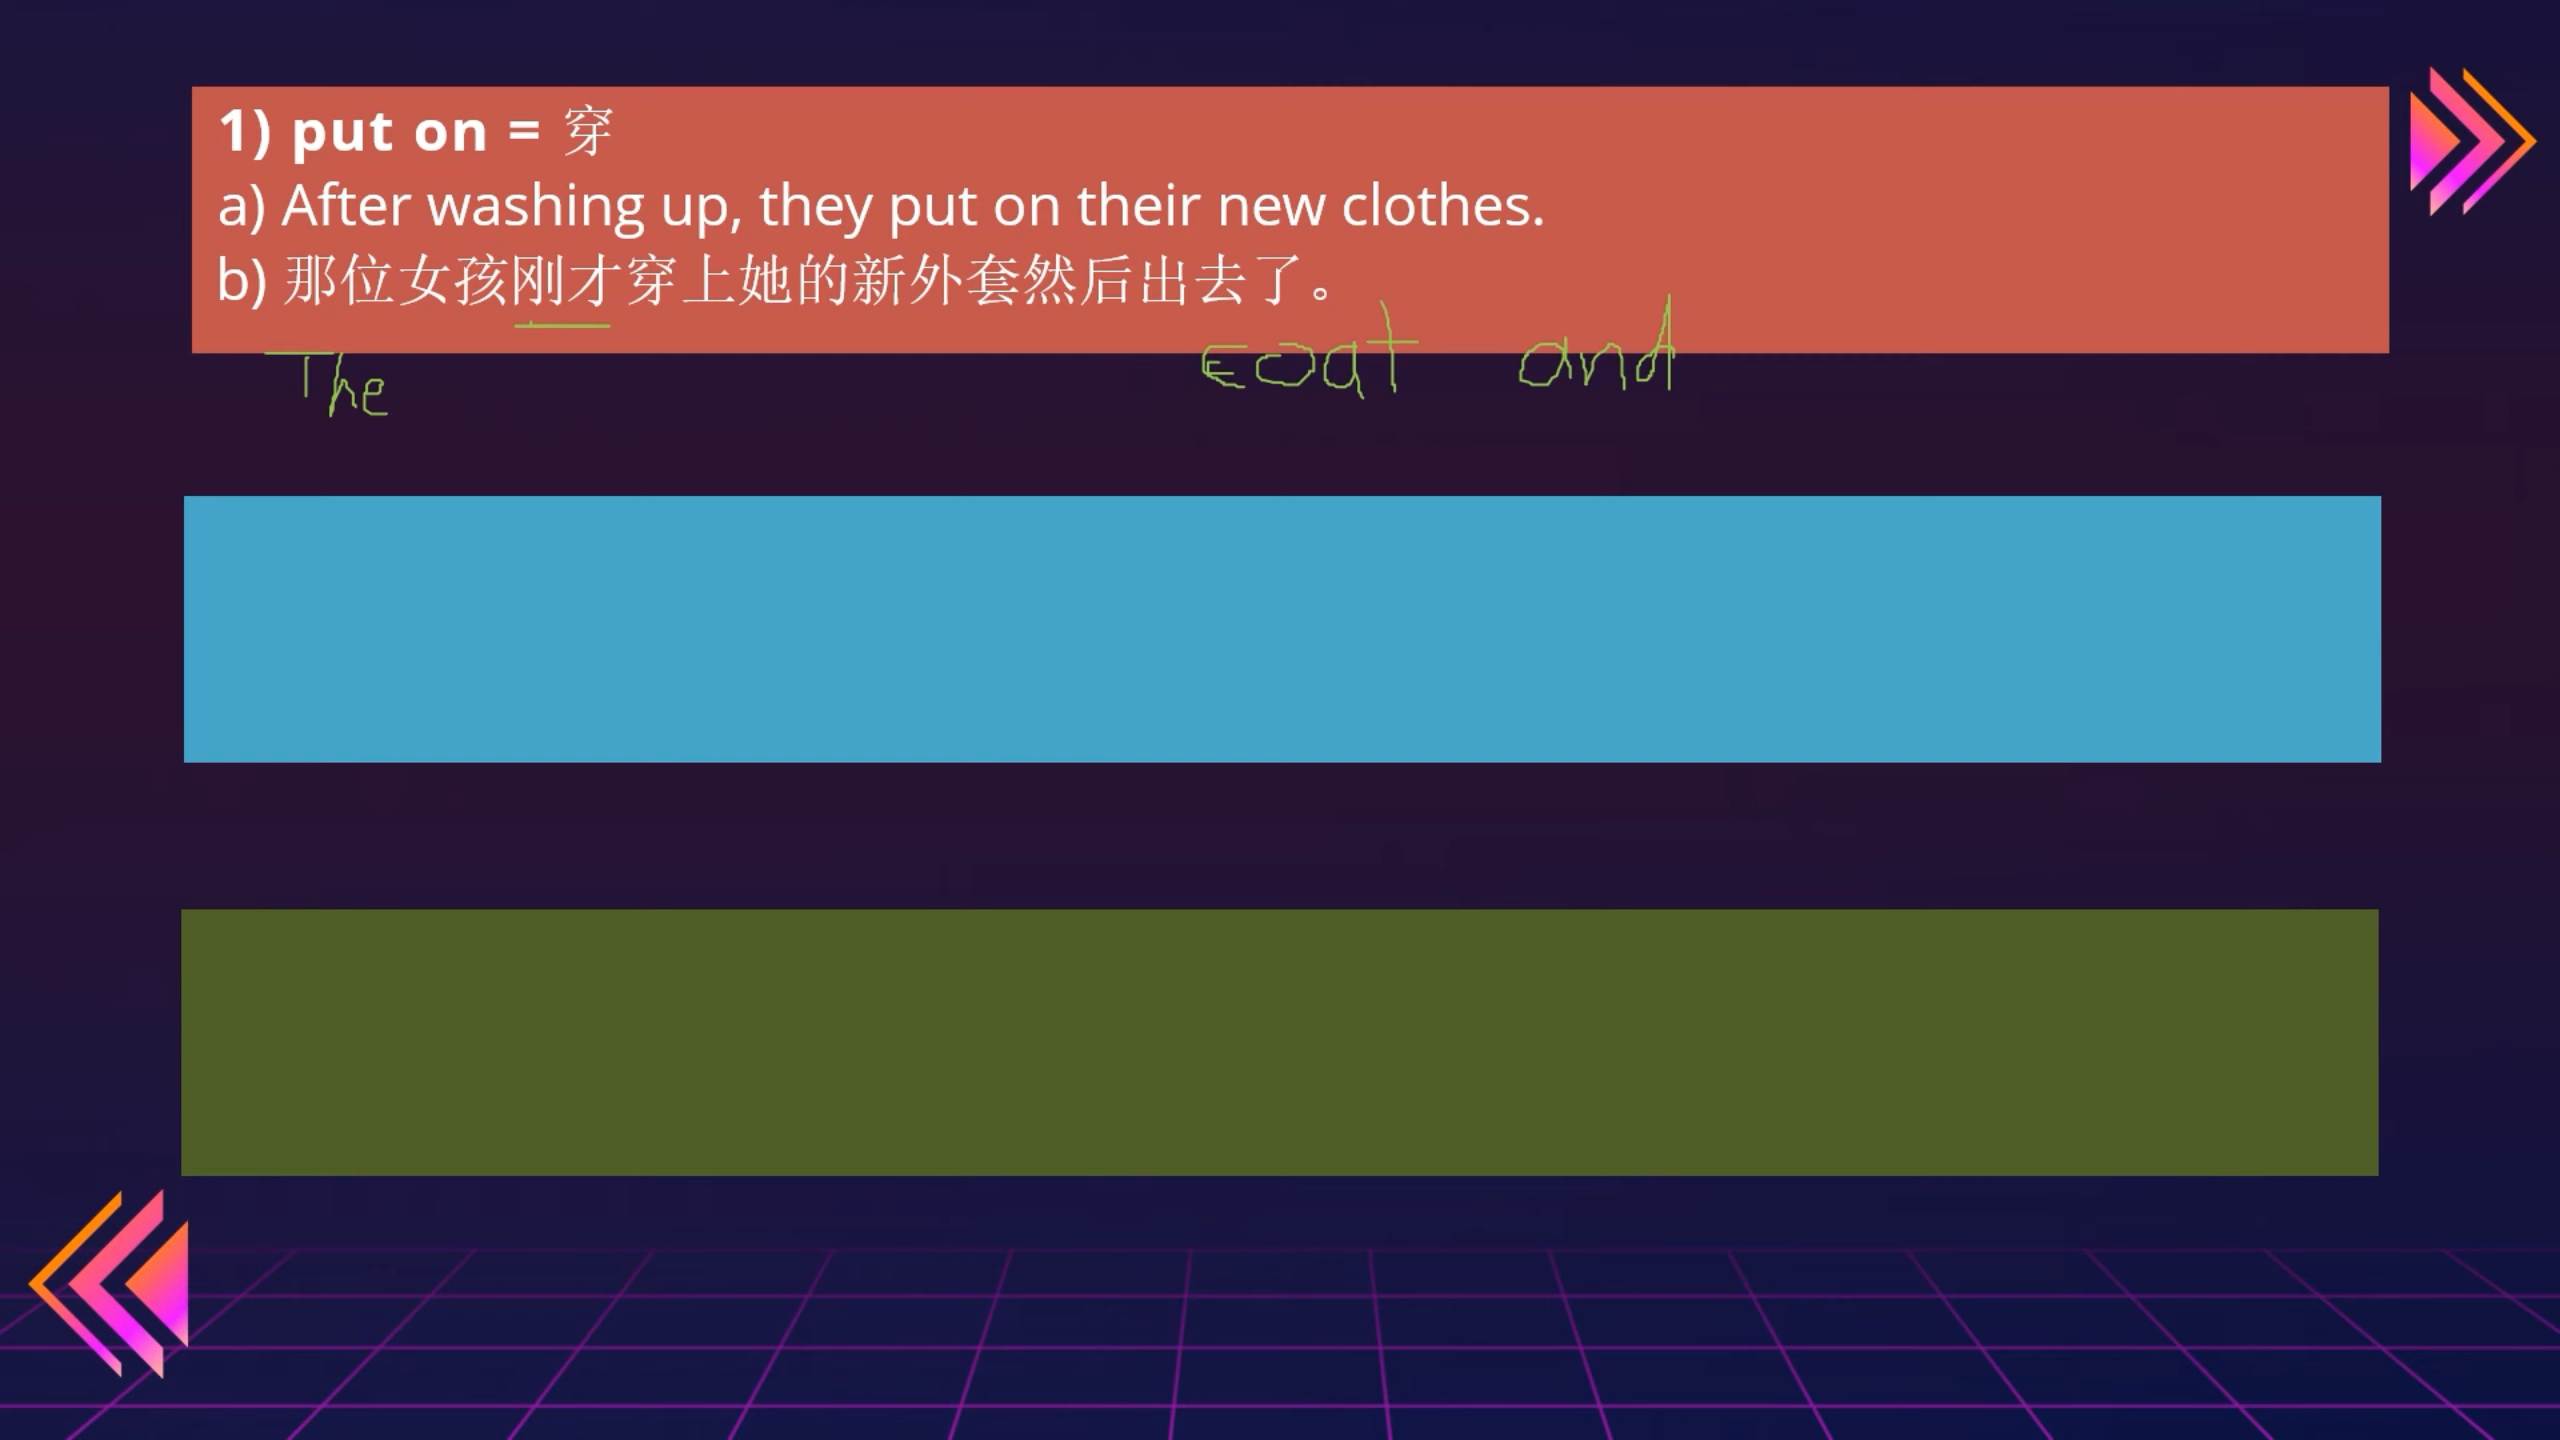 1) put on = 穿
a) After washing up, they put on their new clothes.
b) 那位女孩刚才穿上她的新外套然后出去了。
The coat and